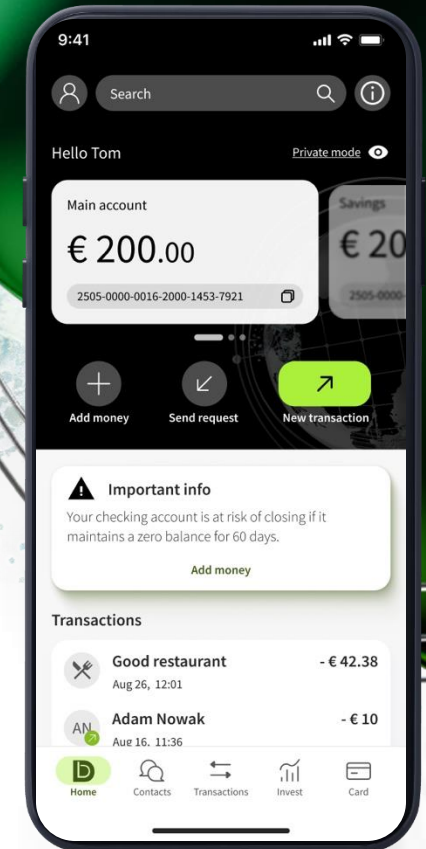 9:41
Search
Hello Tom
Private mode
Main account
€ 200.00
2505-0000-0016-2000-1453-7921
Savings
€ 20
2505-0000-
Add money
Send request
New transaction
Important info
Your checking account is at risk of closing if it
maintains a zero balance for 60 days.
Add money
Transactions
Good restaurant
- € 42.38
Aug 26, 12:01
AN
Adam Nowak
- € 10
Aug 16, 11:36
Home
Contacts
Transactions
Invest
Card